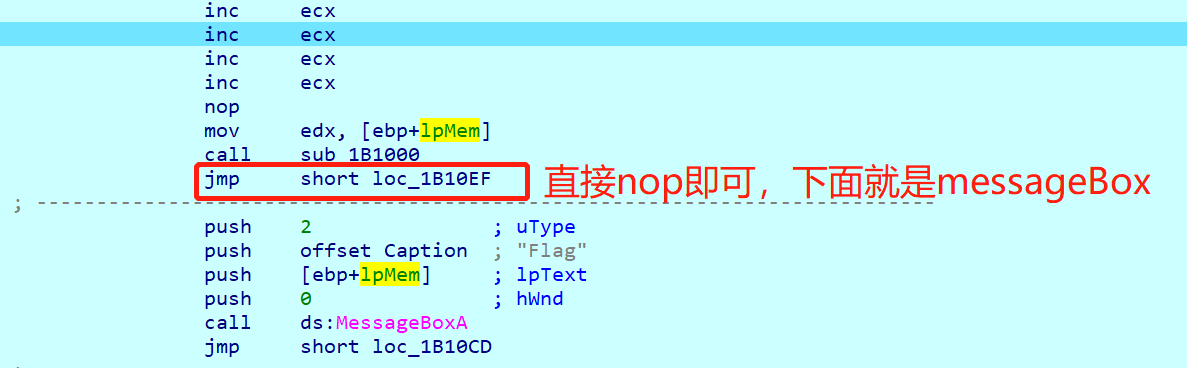 inc ecx
inc ecx
inc ecx
inc ecx
nop
mov edx, [ebp+lpMem]
call sub_1B1000
jmp short loc_1B10EF 直接nop即可，下面就是messageBox
; ---------------------------------------------------------------------------
push 2 ; uType
push offset Caption ; "Flag"
push [ebp+lpMem] ; lpText
push 0 ; hWnd
call ds:MessageBoxA
jmp short loc_1B10CD